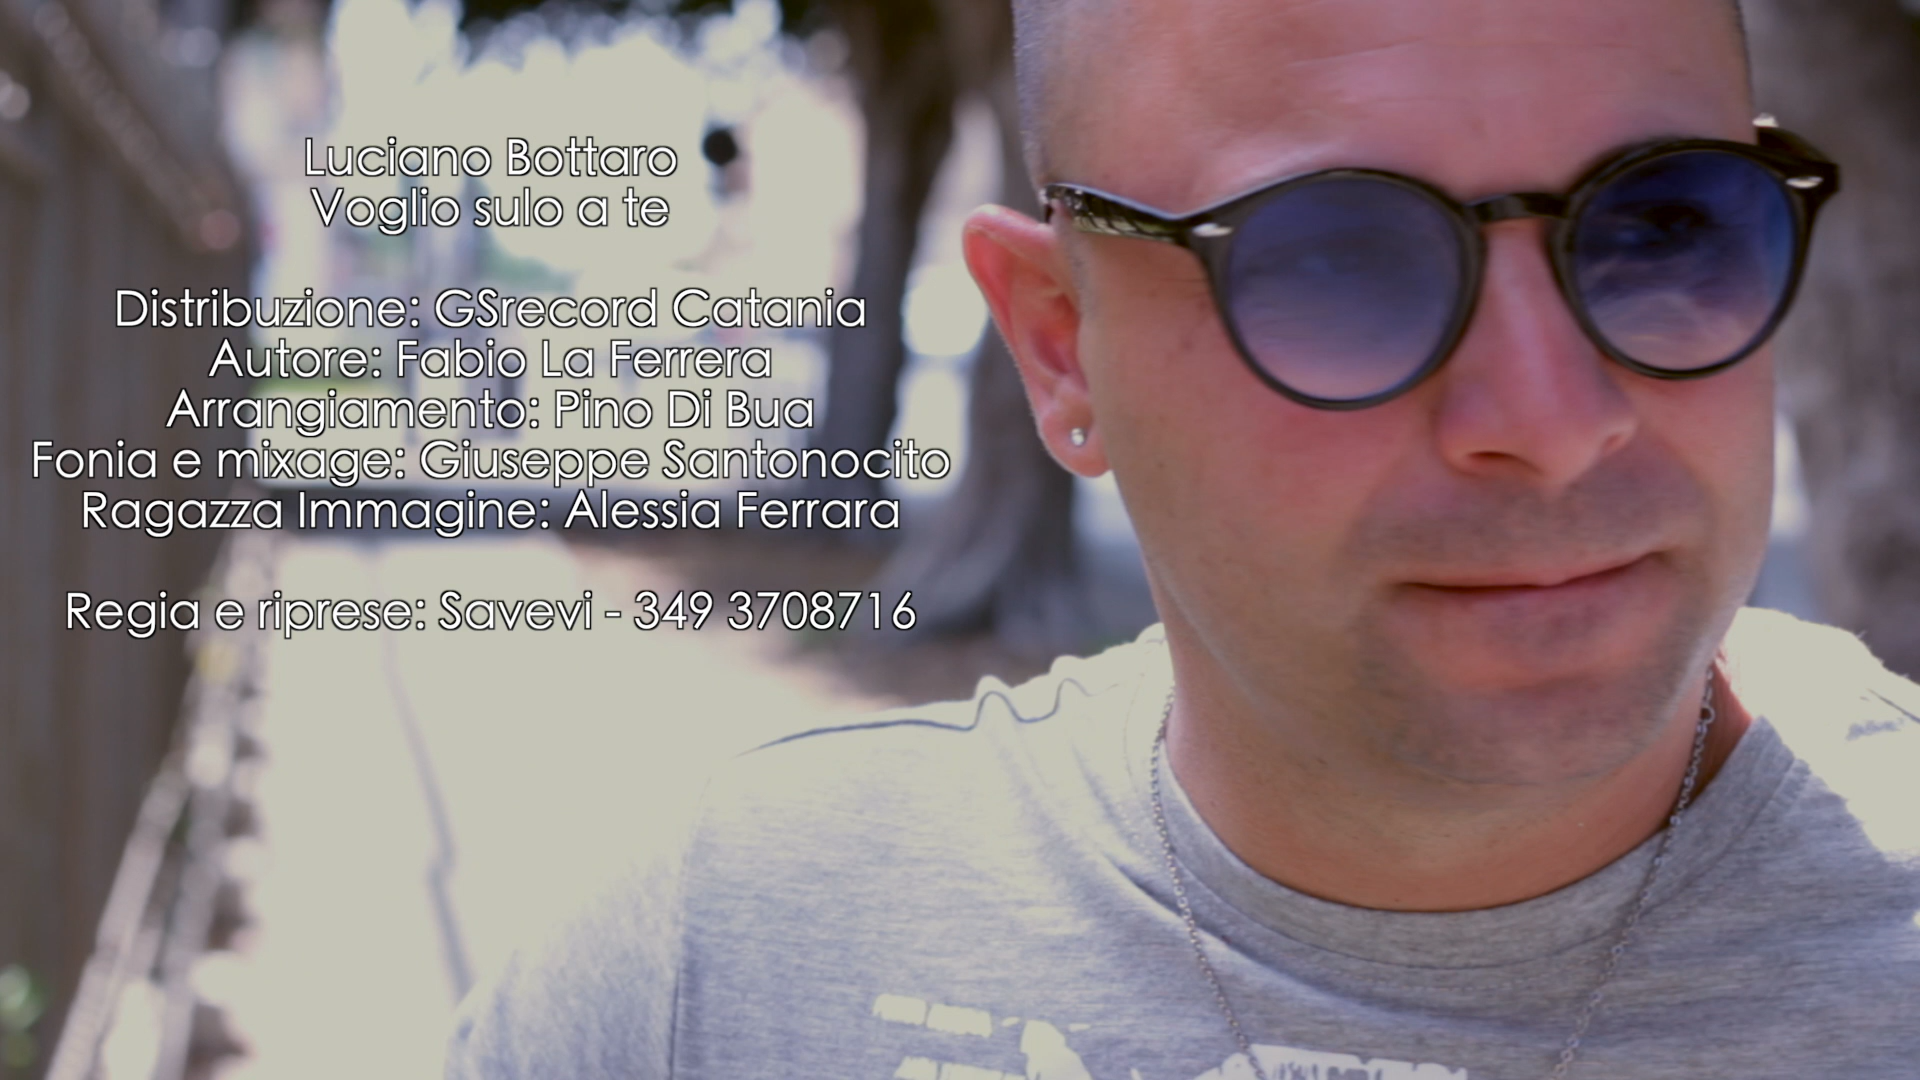 Luciano Bottaro
Voglio sulo a te
Distribuzione: GSrecord Catania
Autore: Fabio La Ferrera
Arrangiamento: Pino Di Bua
Fonia e mixage: Giuseppe Santonocito
Ragazza Immagine: Alessia Ferrara
Regia e riprese: Savevi - 349 3708716